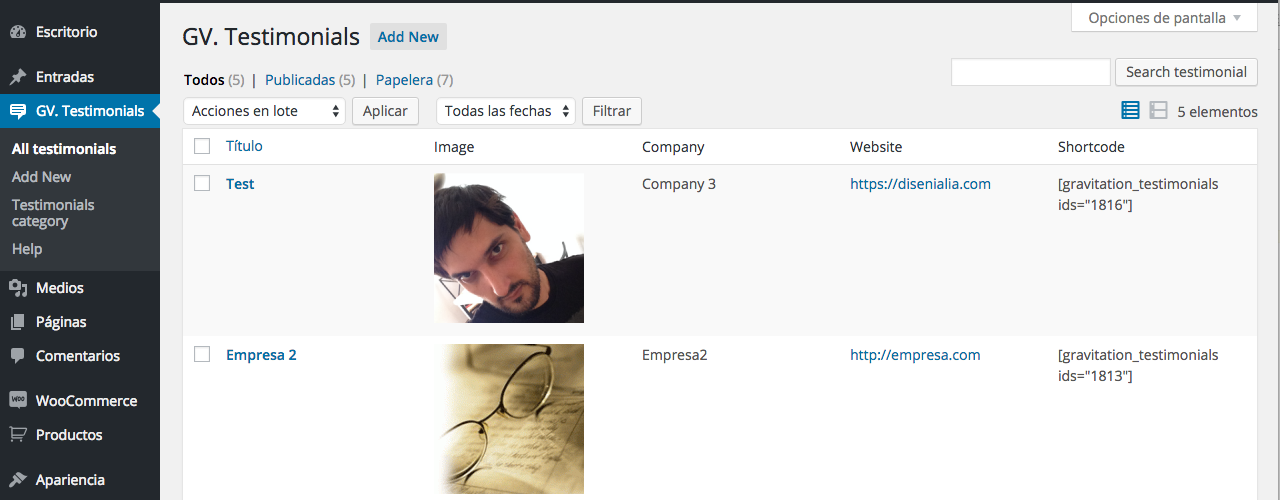 Opciones de pantalla
GV. Testimonials Add New
Todos (5) | Publicadas (5) | Papelera (7)
Search testimonial
Acciones en lote Aplicar Todas las fechas Filtrar 5 elementos
Título Image Company Website Shortcode
Test Company 3 https://disenialia.com [gravitation_testimonials
ids="1816"]
Empresa 2 Empresa2 http://empresa.com [gravitation_testimonials
ids="1813"]
Escritorio
Entradas
GV. Testimonials
All testimonials
Add New
Testimonials
category
Help
Medios
Páginas
Comentarios
WooCommerce
Productos
Apariencia